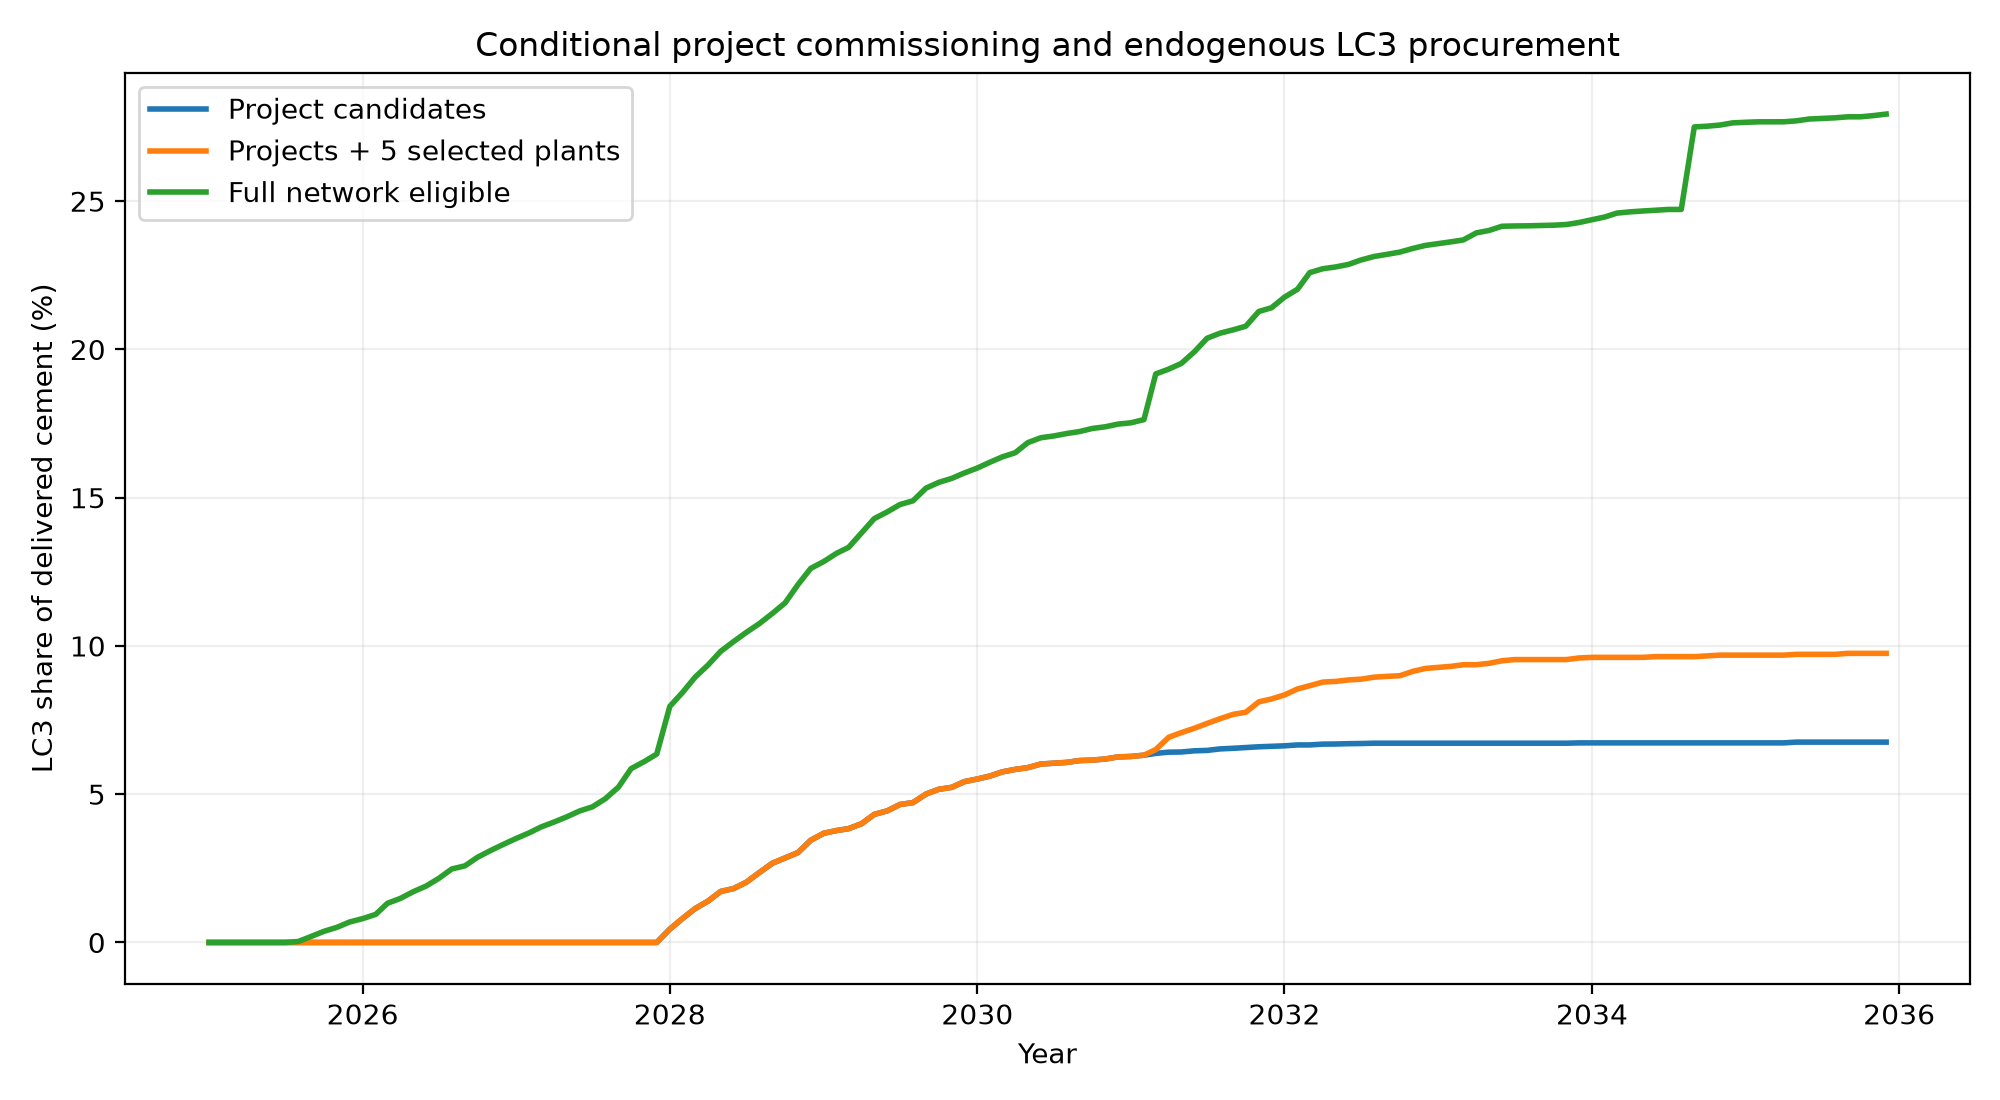 Conditional project commissioning and endogenous LC3 procurement
Project candidates
Projects + 5 selected plants
Full network eligible
LC3 share of delivered cement (%)
25
20
15
10
5
0
2026
2028
2030
2032
2034
2036
Year